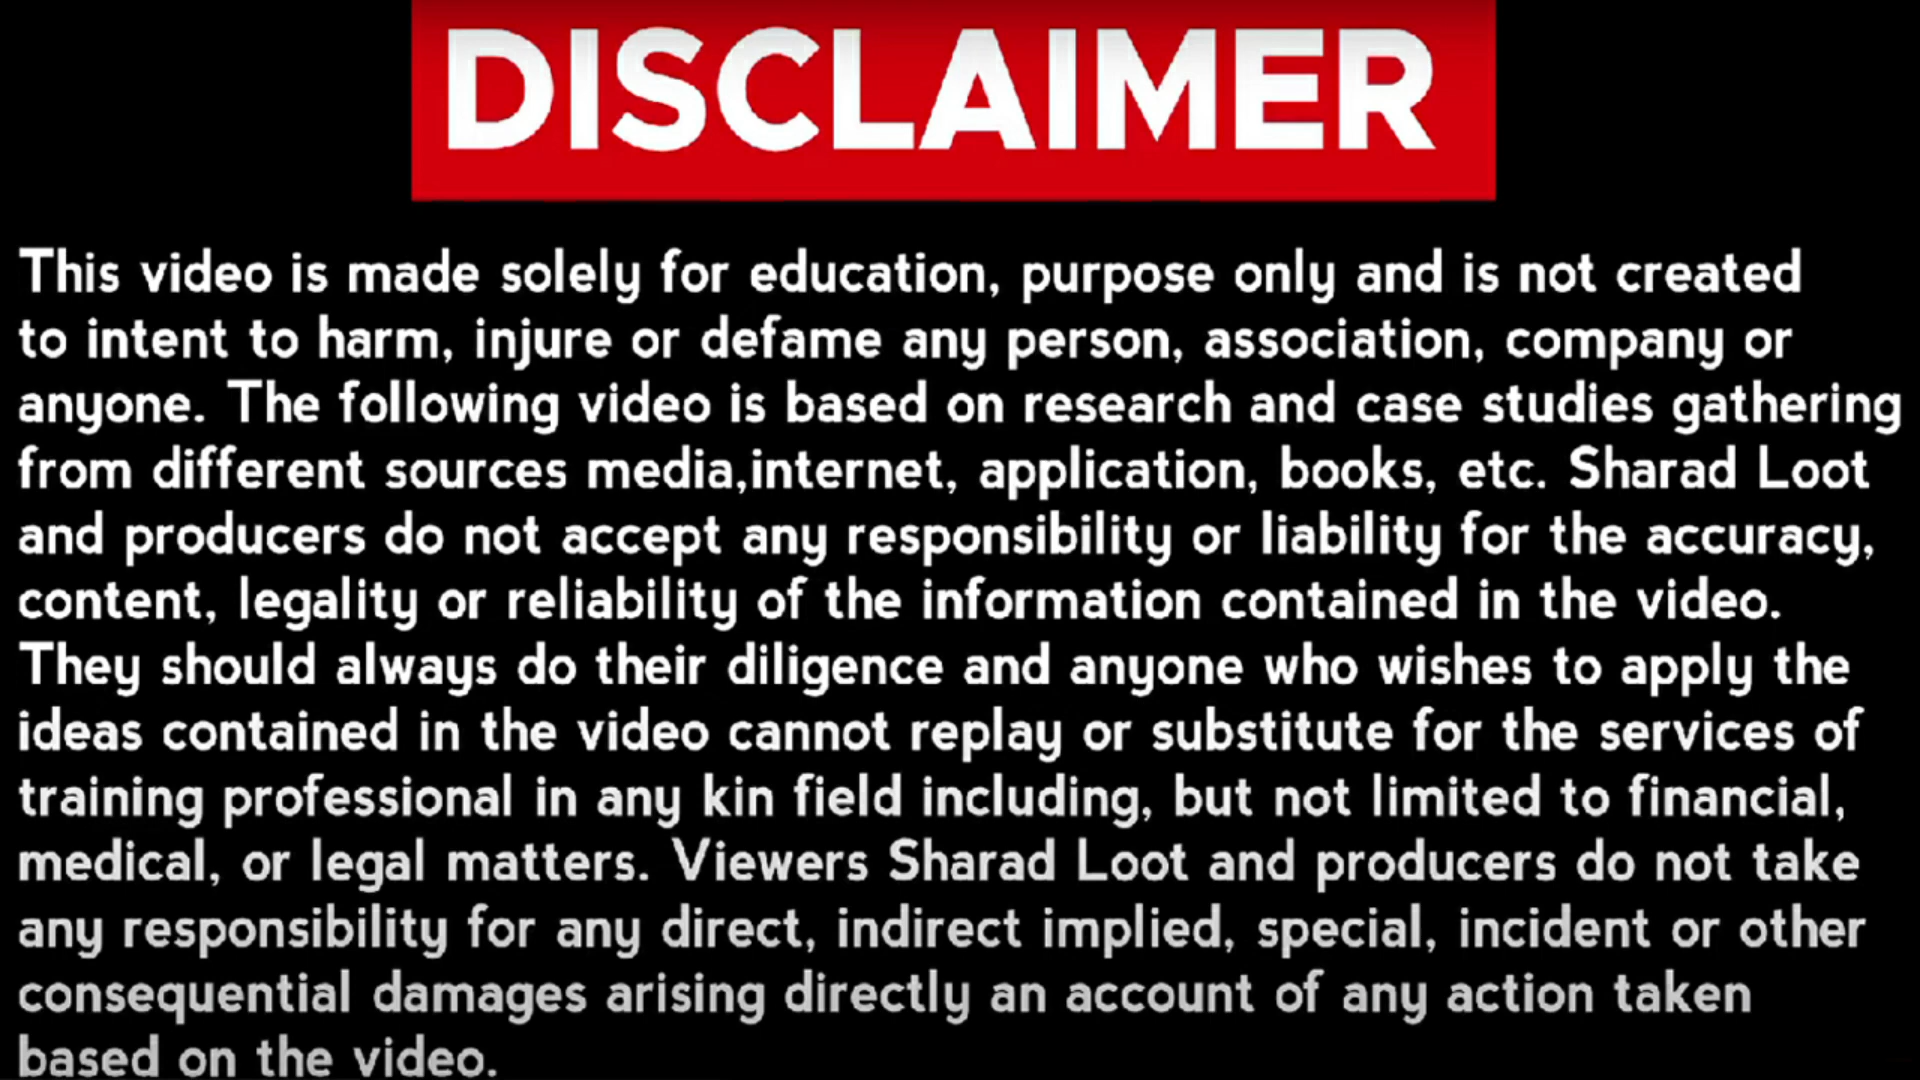 DISCLAIMER
This video is made solely for education, purpose only and is not created
to intent to harm, injure or defame any person, association, company or
anyone. The following video is based on research and case studies gathering
from different sources media,internet, application, books, etc. Sharad Loot
and producers do not accept any responsibility or liability for the accuracy,
content, legality or reliability of the information contained in the video.
They should always do their diligence and anyone who wishes to apply the
ideas contained in the video cannot replay or substitute for the services of
training professional in any kin field including, but not limited to financial,
medical, or legal matters. Viewers Sharad Loot and producers do not take
any responsibility for any direct, indirect implied, special, incident or other
consequential damages arising directly an account of any action taken
based on the video.